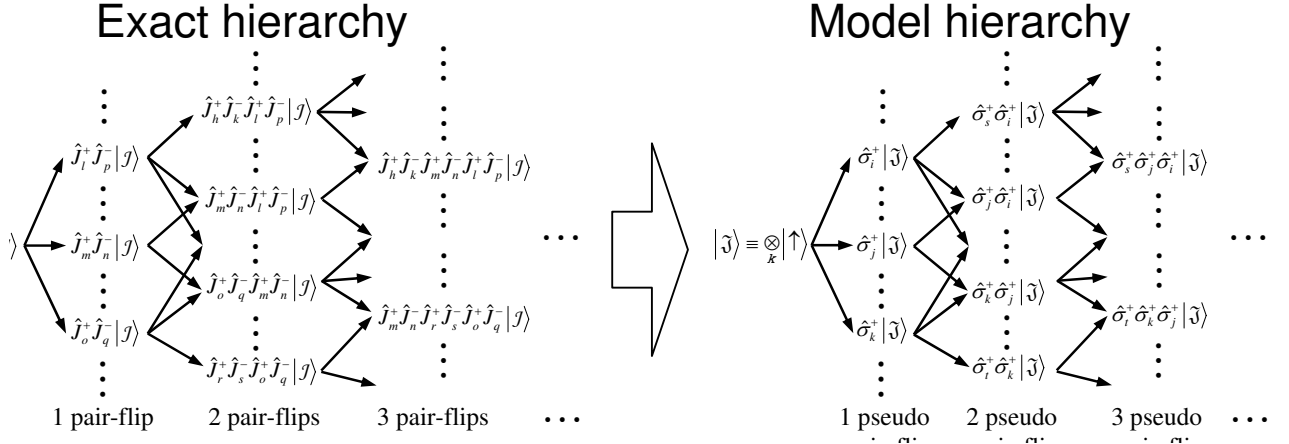 Exact hierarchy
Ĵ_l^+ Ĵ_p^- |𝒥⟩
Ĵ_m^+ Ĵ_n^- |𝒥⟩
Ĵ_o^+ Ĵ_q^- |𝒥⟩
1 pair-flip
Ĵ_h^+ Ĵ_k^- Ĵ_l^+ Ĵ_p^- |𝒥⟩
Ĵ_m^+ Ĵ_n^- Ĵ_l^+ Ĵ_p^- |𝒥⟩
Ĵ_o^+ Ĵ_q^- Ĵ_m^+ Ĵ_n^- |𝒥⟩
Ĵ_r^+ Ĵ_s^- Ĵ_o^+ Ĵ_q^- |𝒥⟩
2 pair-flips
Ĵ_h^+ Ĵ_k^- Ĵ_m^+ Ĵ_n^- Ĵ_l^+ Ĵ_p^- |𝒥⟩
Ĵ_m^+ Ĵ_n^- Ĵ_r^+ Ĵ_s^- Ĵ_o^+ Ĵ_q^- |𝒥⟩
3 pair-flips
...
...
Model hierarchy
|𝔍⟩ ≡ ⊗_k |↑⟩
σ̂_i^+ |𝔍⟩
σ̂_j^+ |𝔍⟩
σ̂_k^+ |𝔍⟩
1 pseudo
σ̂_s^+ σ̂_i^+ |𝔍⟩
σ̂_j^+ σ̂_i^+ |𝔍⟩
σ̂_k^+ σ̂_j^+ |𝔍⟩
σ̂_t^+ σ̂_k^+ |𝔍⟩
2 pseudo
σ̂_s^+ σ̂_j^+ σ̂_i^+ |𝔍⟩
σ̂_t^+ σ̂_k^+ σ̂_j^+ |𝔍⟩
3 pseudo
...
...